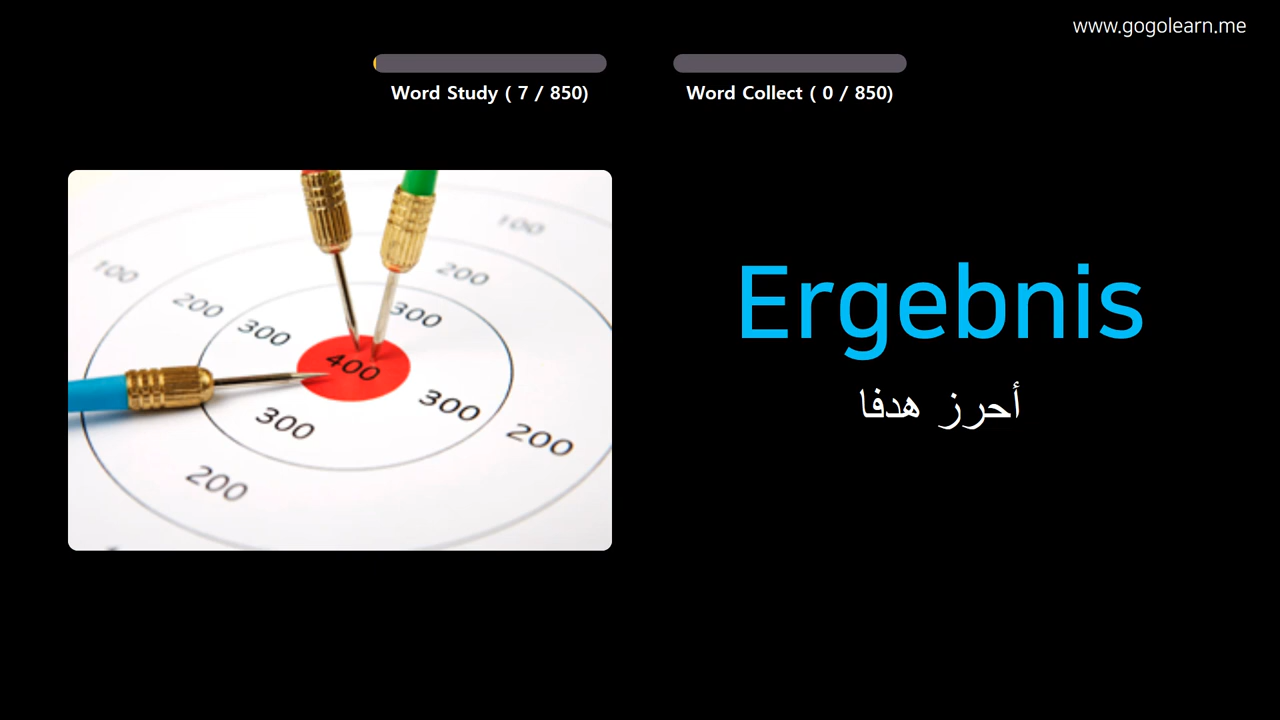 www.gogolearn.me
Word Study ( 7 / 850)
Word Collect ( 0 / 850)
100
100
200
200
300
300
400
300
300
200
200
Ergebnis
أحرز هدفا